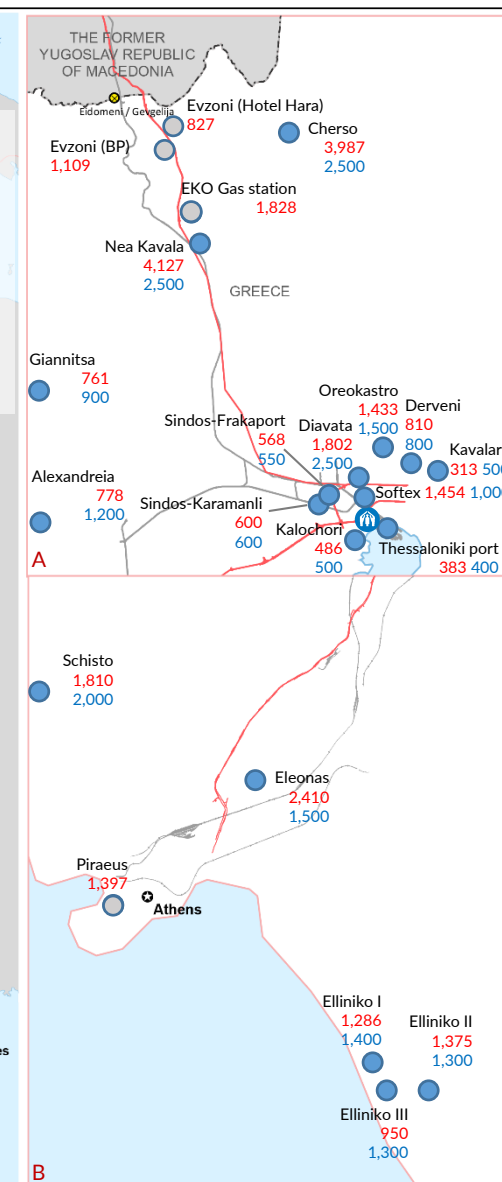 THE FORMER
YUGOSLAV REPUBLIC
OF MACEDONIA
Eidomeni / Gevgelija
Evzoni (Hotel Hara)
827
Cherso
3,987
2,500
Evzoni (BP)
1,109
EKO Gas station
1,828
Nea Kavala
4,127
2,500
GREECE
Giannitsa
761
900
Oreokastro
1,433
1,500
Derveni
810
800
Sindos-Frakaport
568
550
Diavata
1,802
2,500
Kavalar
313 500
Alexandreia
778
1,200
Softex 1,454 1,00
Sindos-Karamanli
600
600
Kalochori
486
500
Thessaloniki port
383 400
A
Schisto
1,810
2,000
Eleonas
2,410
1,500
Piraeus
1,397
Athens
Elliniko I
1,286
1,400
Elliniko II
1,375
1,300
Elliniko III
950
1,300
es
B